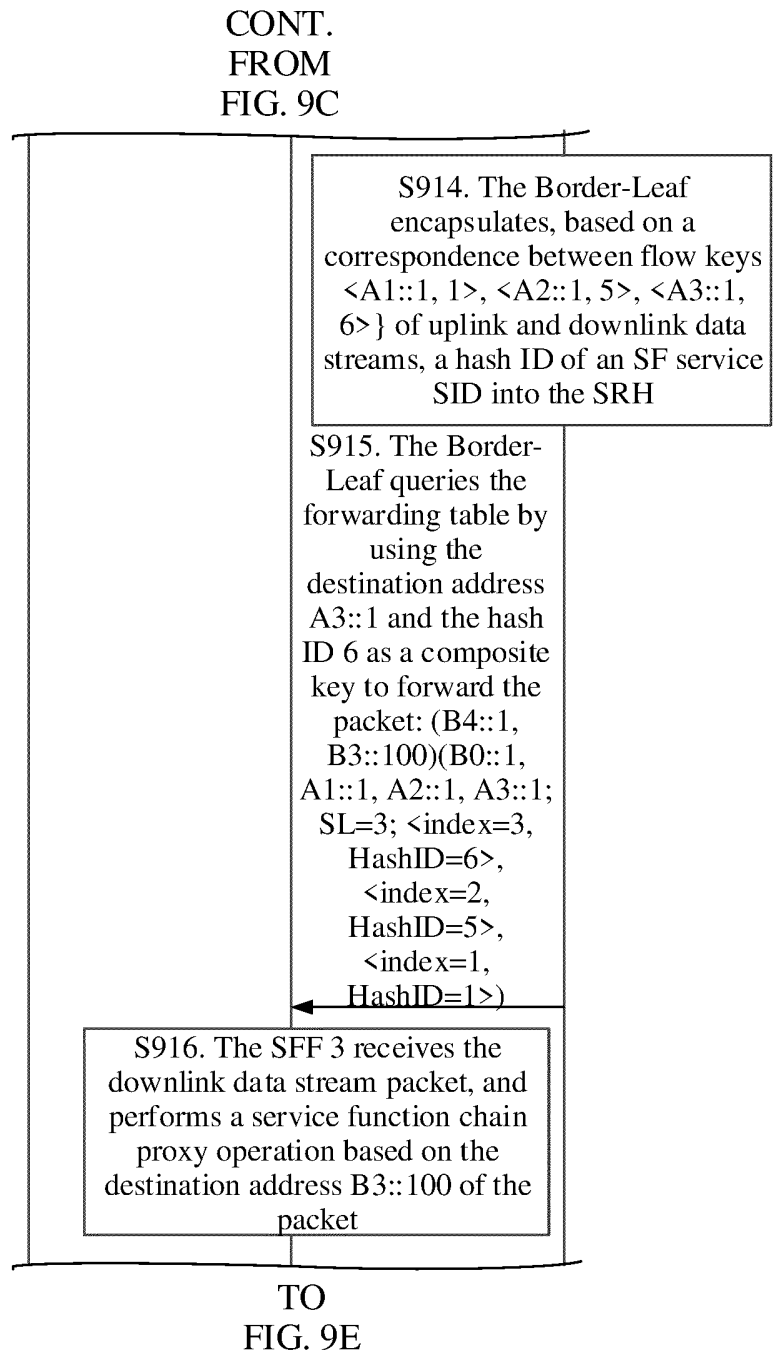 CONT.
FROM
FIG. 9C
S914. The Border-Leaf
encapsulates, based on a
correspondence between flow keys
<A1::1, 1>, <A2::1, 5>, <A3::1,
6>} of uplink and downlink data
streams, a hash ID of an SF service
SID into the SRH
S915. The Border-
Leaf queries the
forwarding table by
using the
destination address
A3::1 and the hash
ID 6 as a composite
key to forward the
packet: (B4::1,
B3::100)(B0::1,
A1::1, A2::1, A3::1;
SL=3; <index=3,
HashID=6>,
<index=2,
HashID=5>,
<index=1,
HashID=1>)
S916. The SFF 3 receives the
downlink data stream packet, and
performs a service function chain
proxy operation based on the
destination address B3::100 of the
packet
TO
FIG. 9E